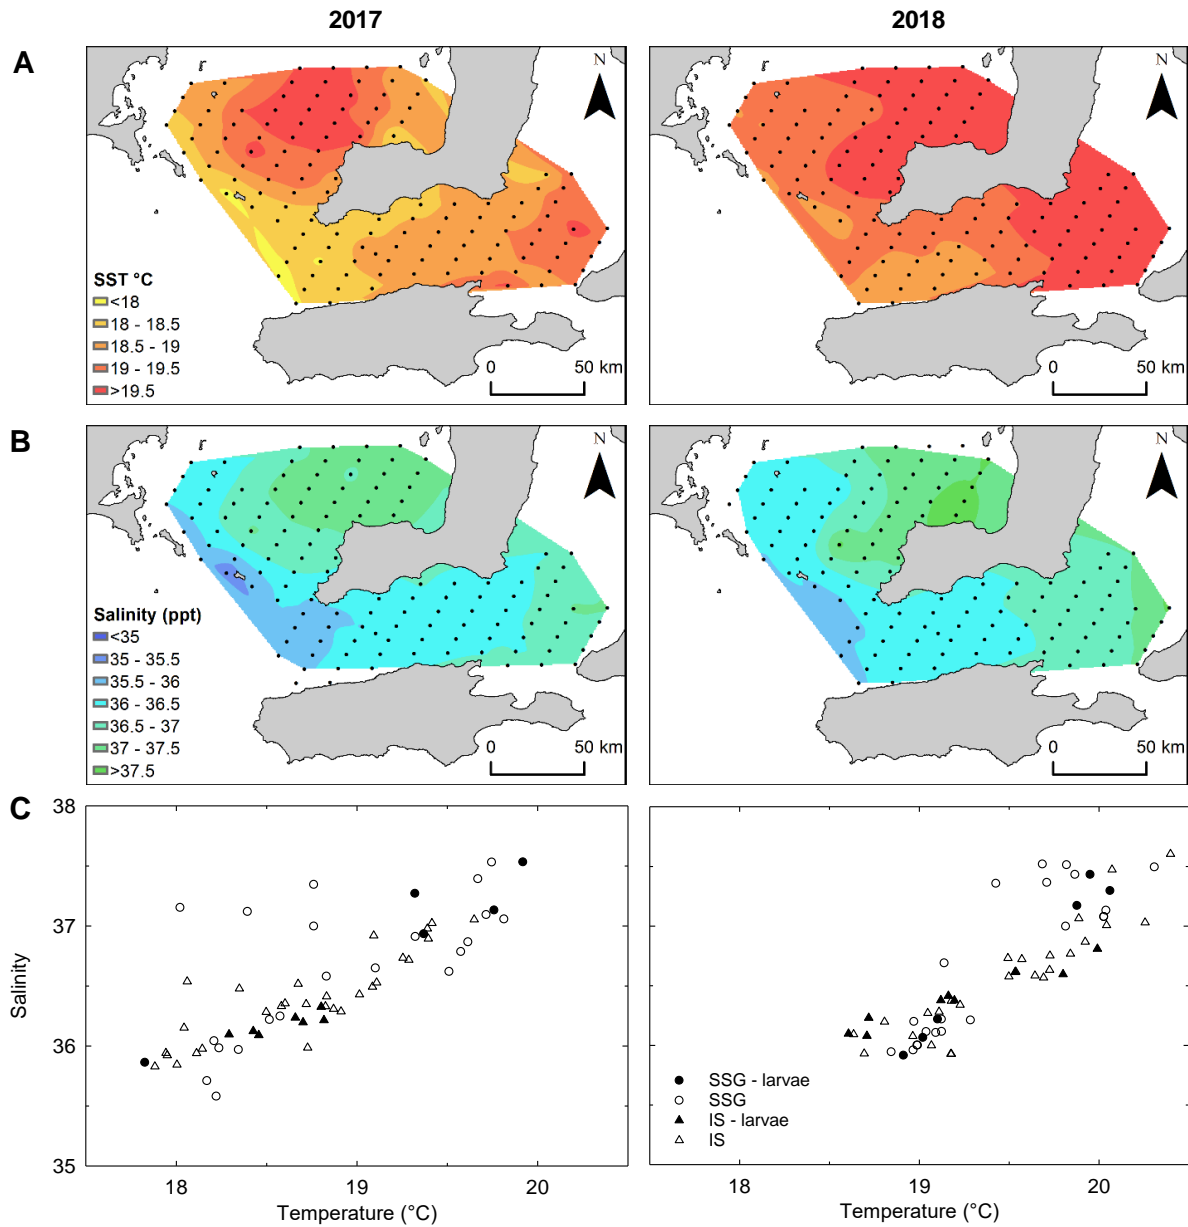 2017
2018
A
N
N
SST °C
<18
18 - 18.5
18.5 - 19
19 - 19.5
>19.5
0
50 km
0
50 km
B
N
N
Salinity (ppt)
<35
35 - 35.5
35.5 - 36
36 - 36.5
36.5 - 37
37 - 37.5
>37.5
0
50 km
0
50 km
C
38
37
36
35
Salinity
SSG - larvae
SSG
IS - larvae
IS
18
19
20
18
19
20
Temperature (°C)
Temperature (°C)